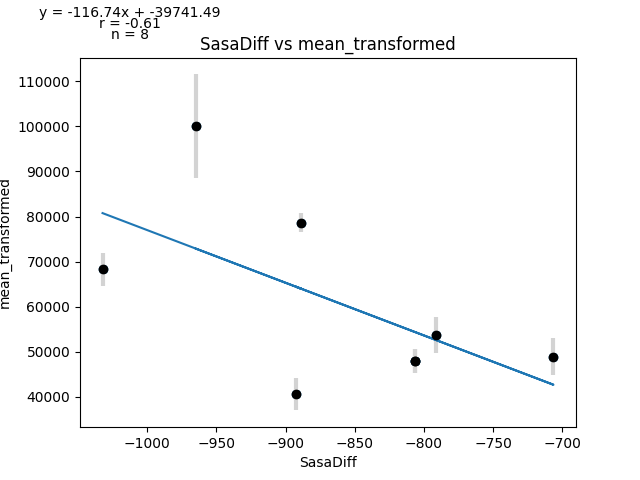 y = -116.74x + -39741.49
r = -0.61
n = 8
SasaDiff vs mean_transformed
110000
100000
90000
80000
70000
60000
50000
40000
mean_transformed
−1000
−950
−900
−850
−800
−750
−700
SasaDiff